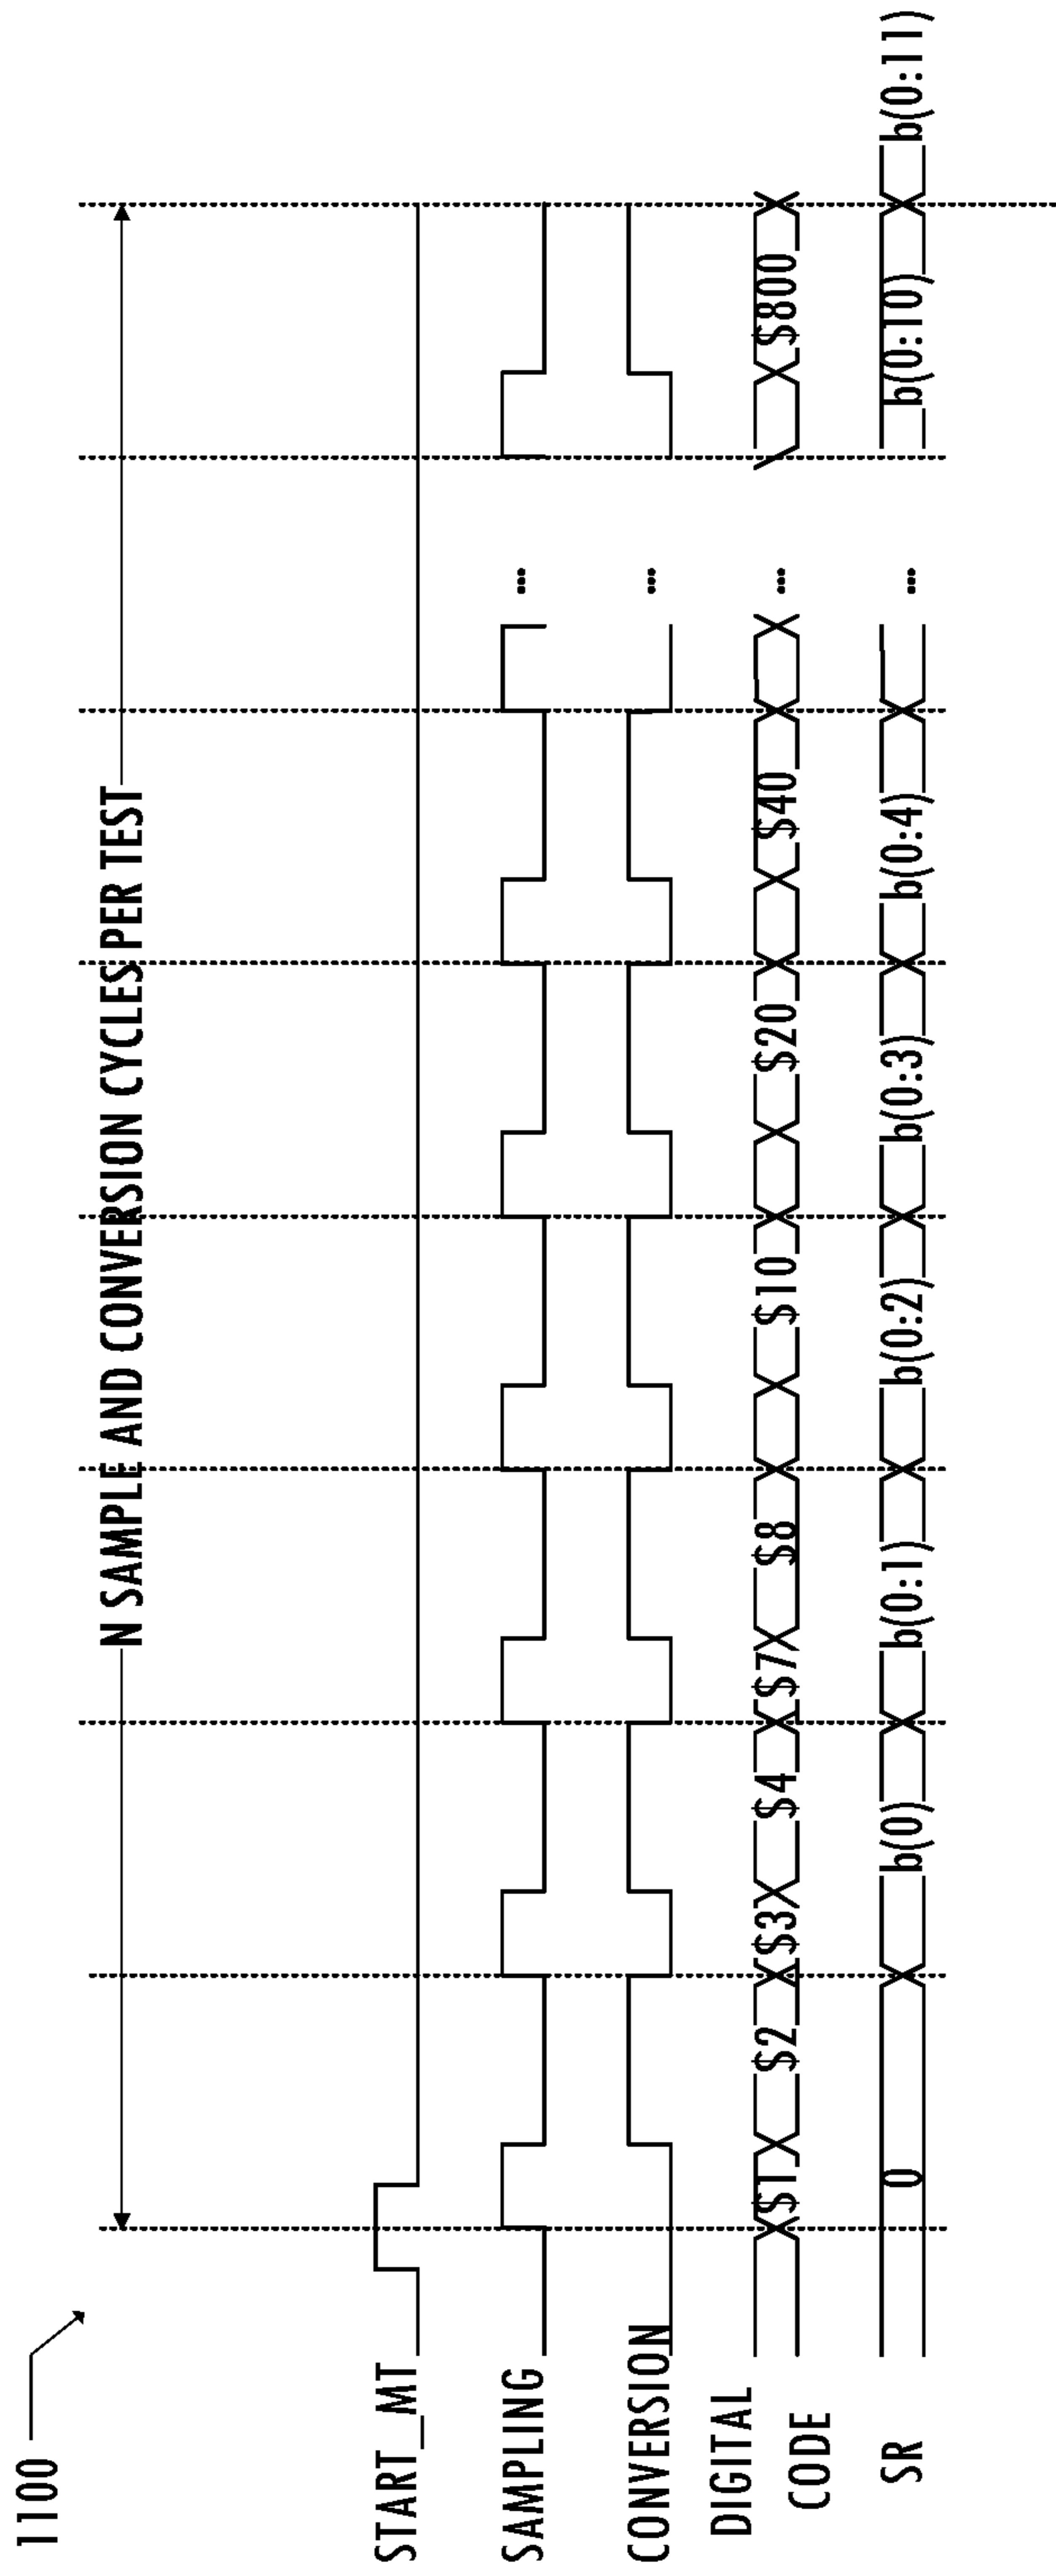 1100
N SAMPLE AND CONVERSION CYCLES PER TEST
START_MT
SAMPLING ...
CONVERSION ...
DIGITAL CODE $1 $2 $3 $4 $7 $8 $10 $20 $40 ... $800
SR 0 b(0) b(0:1) b(0:2) b(0:3) b(0:4) ... b(0:10) b(0:11)